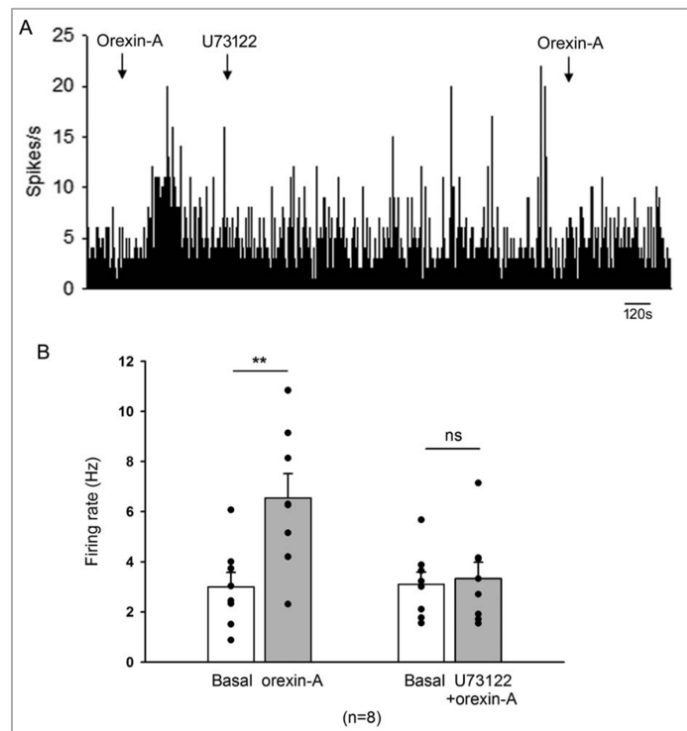 A
Orexin-A U73122 Orexin-A
25
20
15
10
5
0
Spikes/s
120s
B
12
10
8
6
4
2
0
Firing rate (Hz)
**
ns
Basal orexin-A Basal U73122
+orexin-A
(n=8)